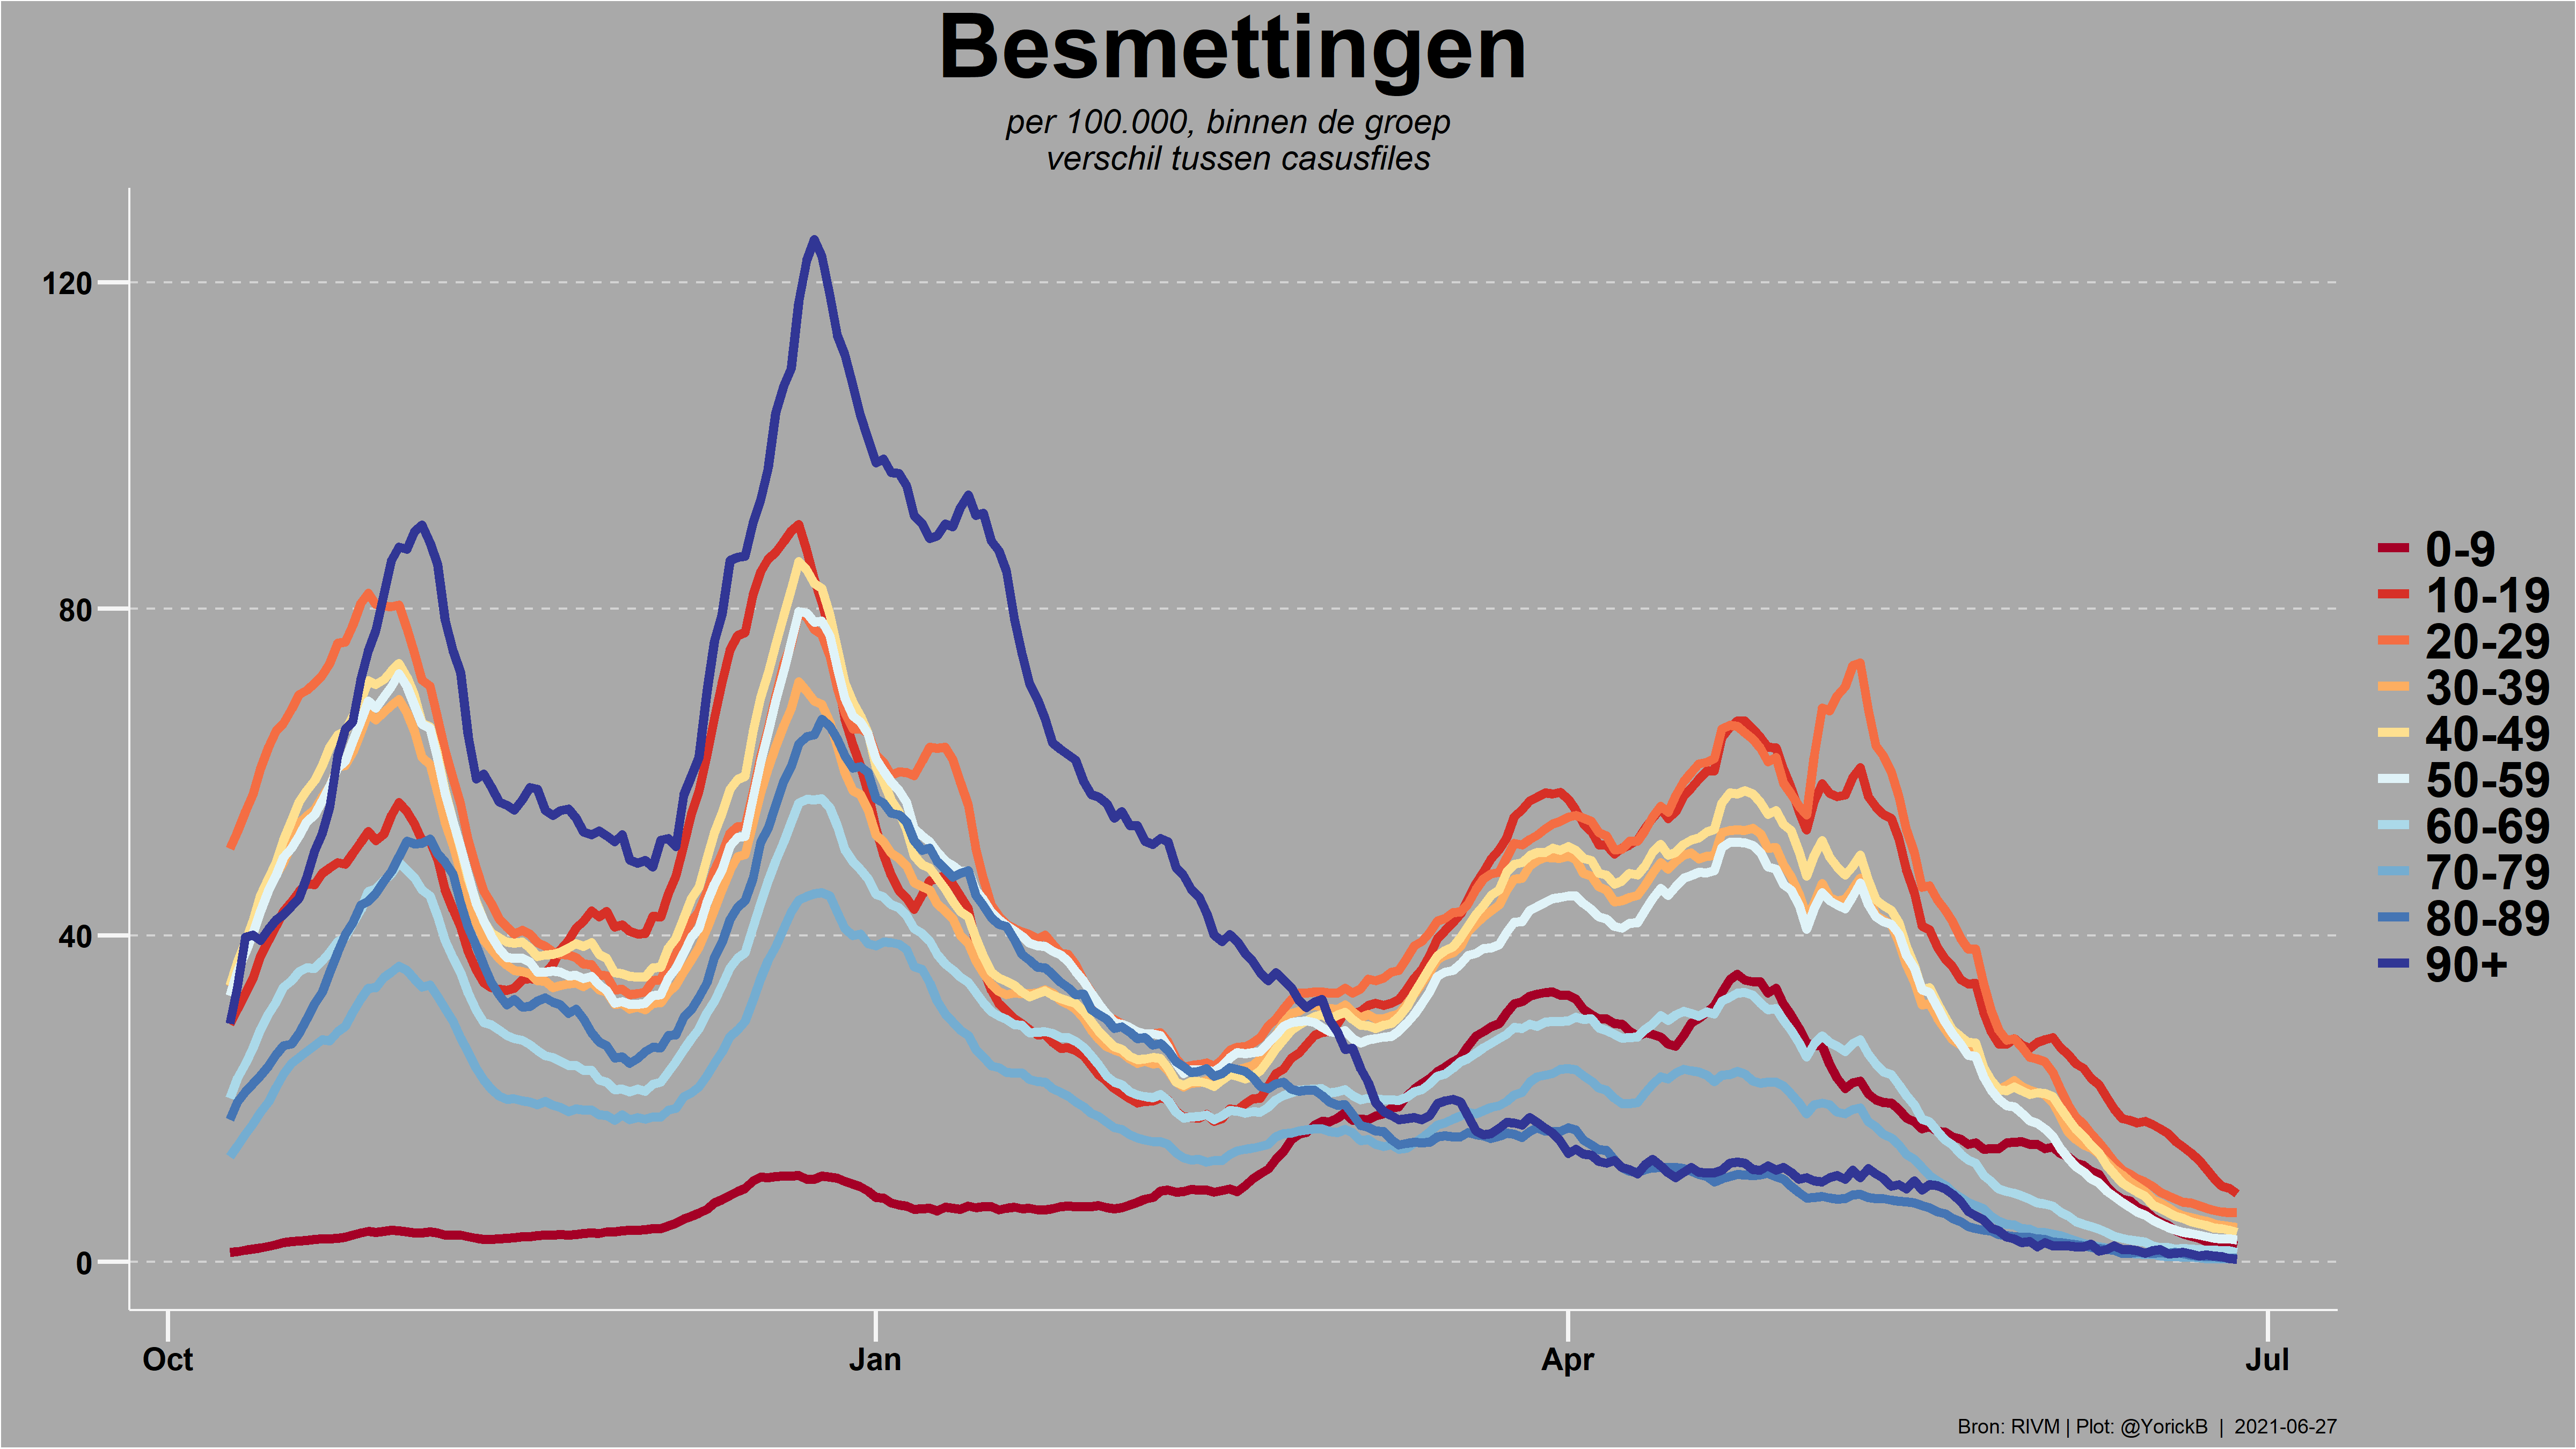 Besmettingen
per 100.000, binnen de groep
verschil tussen casusfiles
120
80
40
0
Oct
Jan
Apr
Jul
0-9
10-19
20-29
30-39
40-49
50-59
60-69
70-79
80-89
90+
Bron: RIVM | Plot: @YorickB | 2021-06-27